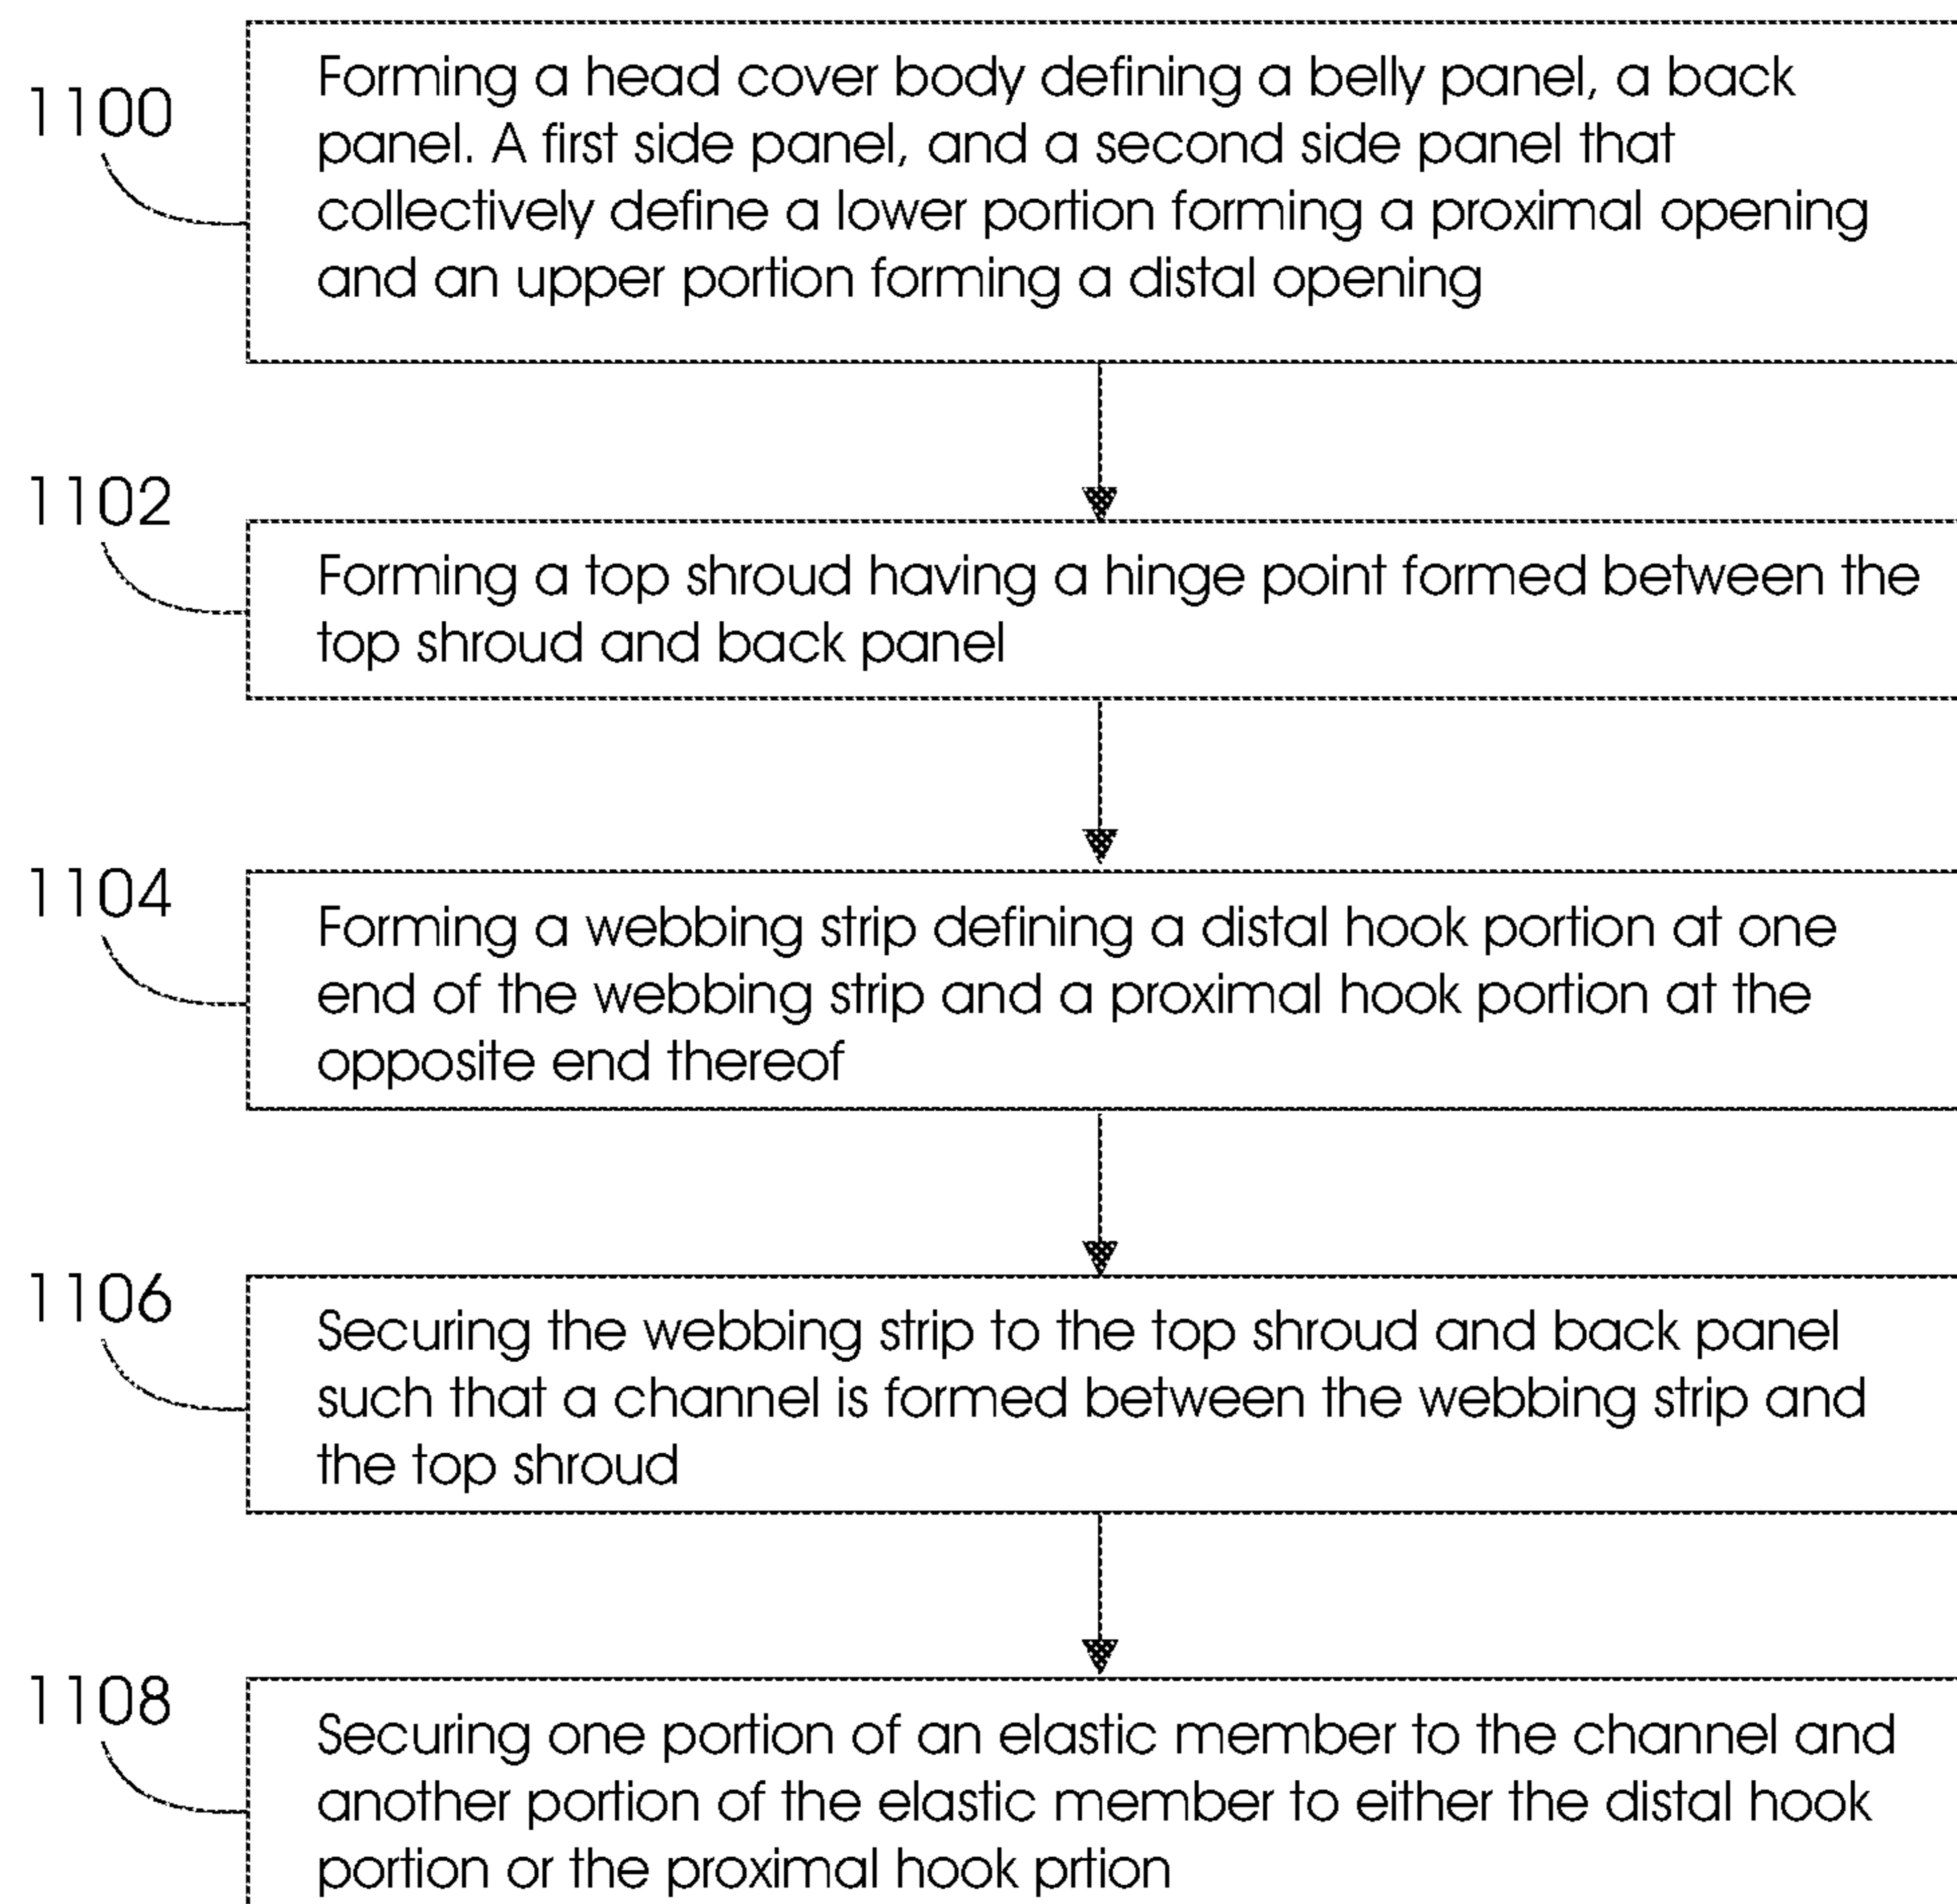 1100
Forming a head cover body defining a belly panel, a back
panel. A first side panel, and a second side panel that
collectively define a lower portion forming a proximal opening
and an upper portion forming a distal opening
1102
Forming a top shroud having a hinge point formed between the
top shroud and back panel
1104
Forming a webbing strip defining a distal hook portion at one
end of the webbing strip and a proximal hook portion at the
opposite end thereof
1106
Securing the webbing strip to the top shroud and back panel
such that a channel is formed between the webbing strip and
the top shroud
1108
Securing one portion of an elastic member to the channel and
another portion of the elastic member to either the distal hook
portion or the proximal hook prtion